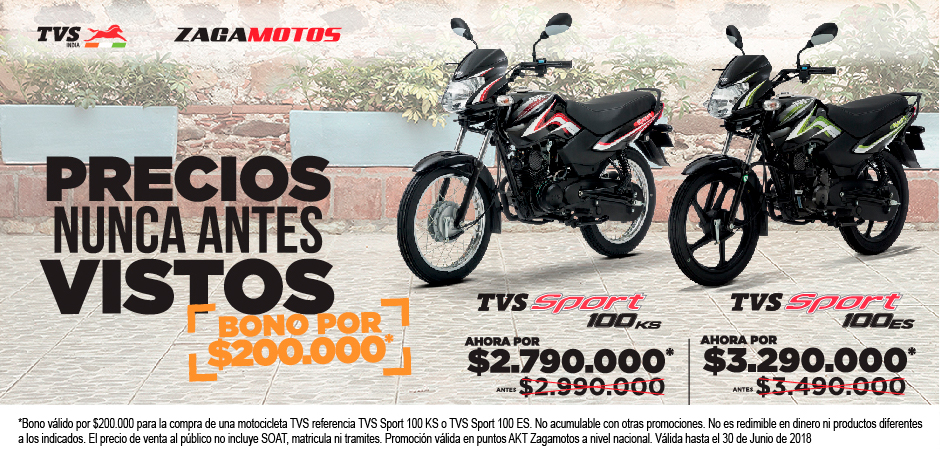 TVS
INDIA
ZAGAMOTOS
PRECIOS
NUNCA ANTES
VISTOS
BONO POR
$200.000*
TVS Sport
100 KS
AHORA POR
$2.790.000*
ANTES $2.990.000
TVS Sport
100 ES
AHORA POR
$3.290.000*
ANTES $3.490.000
*Bono válido por $200.000 para la compra de una motocicleta TVS referencia TVS Sport 100 KS o TVS Sport 100 ES. No acumulable con otras promociones. No es redimible en dinero ni productos diferentes
a los indicados. El precio de venta al público no incluye SOAT, matricula ni tramites. Promoción válida en puntos AKT Zagamotos a nivel nacional. Válida hasta el 30 de Junio de 2018